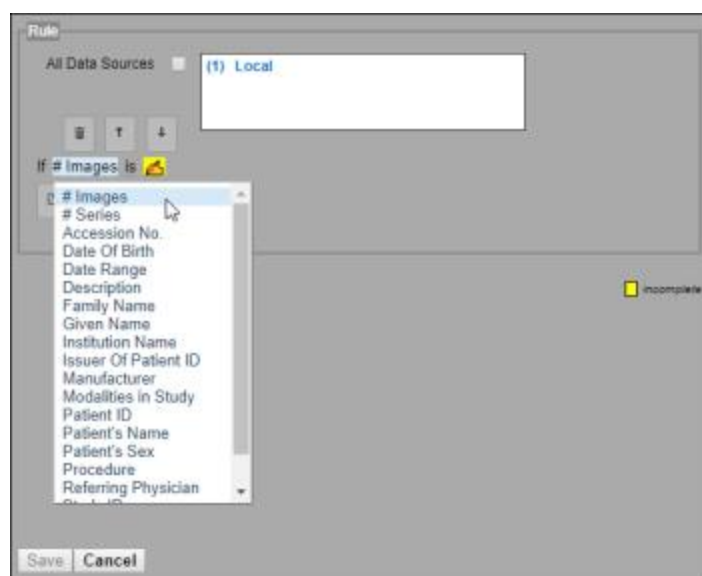 Rule
All Data Sources
(1) Local
If # Images is
# Images
# Series
Accession No.
Date Of Birth
Date Range
Description
Family Name
Given Name
Institution Name
Issuer Of Patient ID
Manufacturer
Modalities in Study
Patient ID
Patient's Name
Patient's Sex
Procedure
Referring Physician
incomplete
Save Cancel